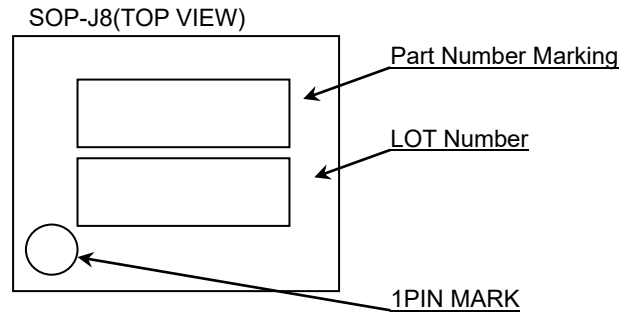 SOP-J8(TOP VIEW)
Part Number Marking
LOT Number
1PIN MARK